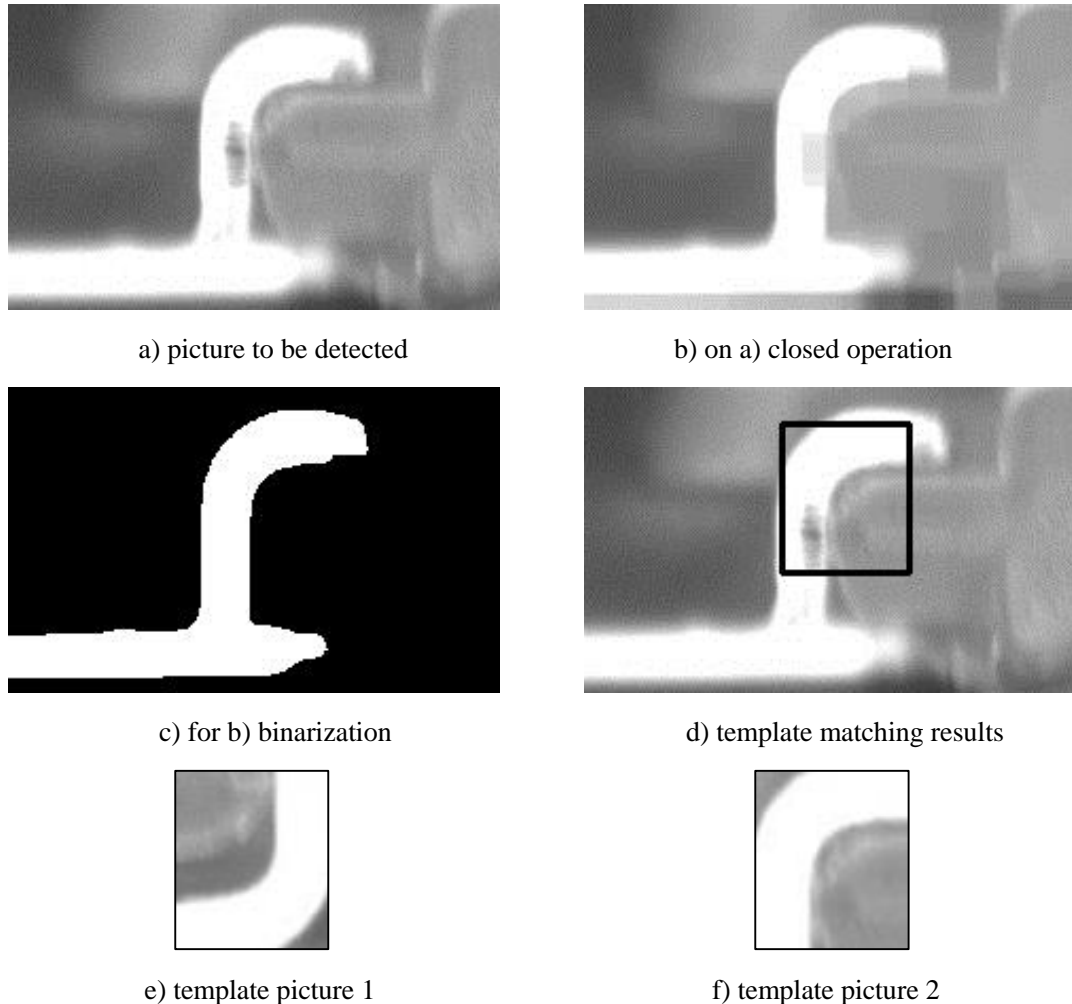 a) picture to be detected
b) on a) closed operation
c) for b) binarization
d) template matching results
e) template picture 1
f) template picture 2